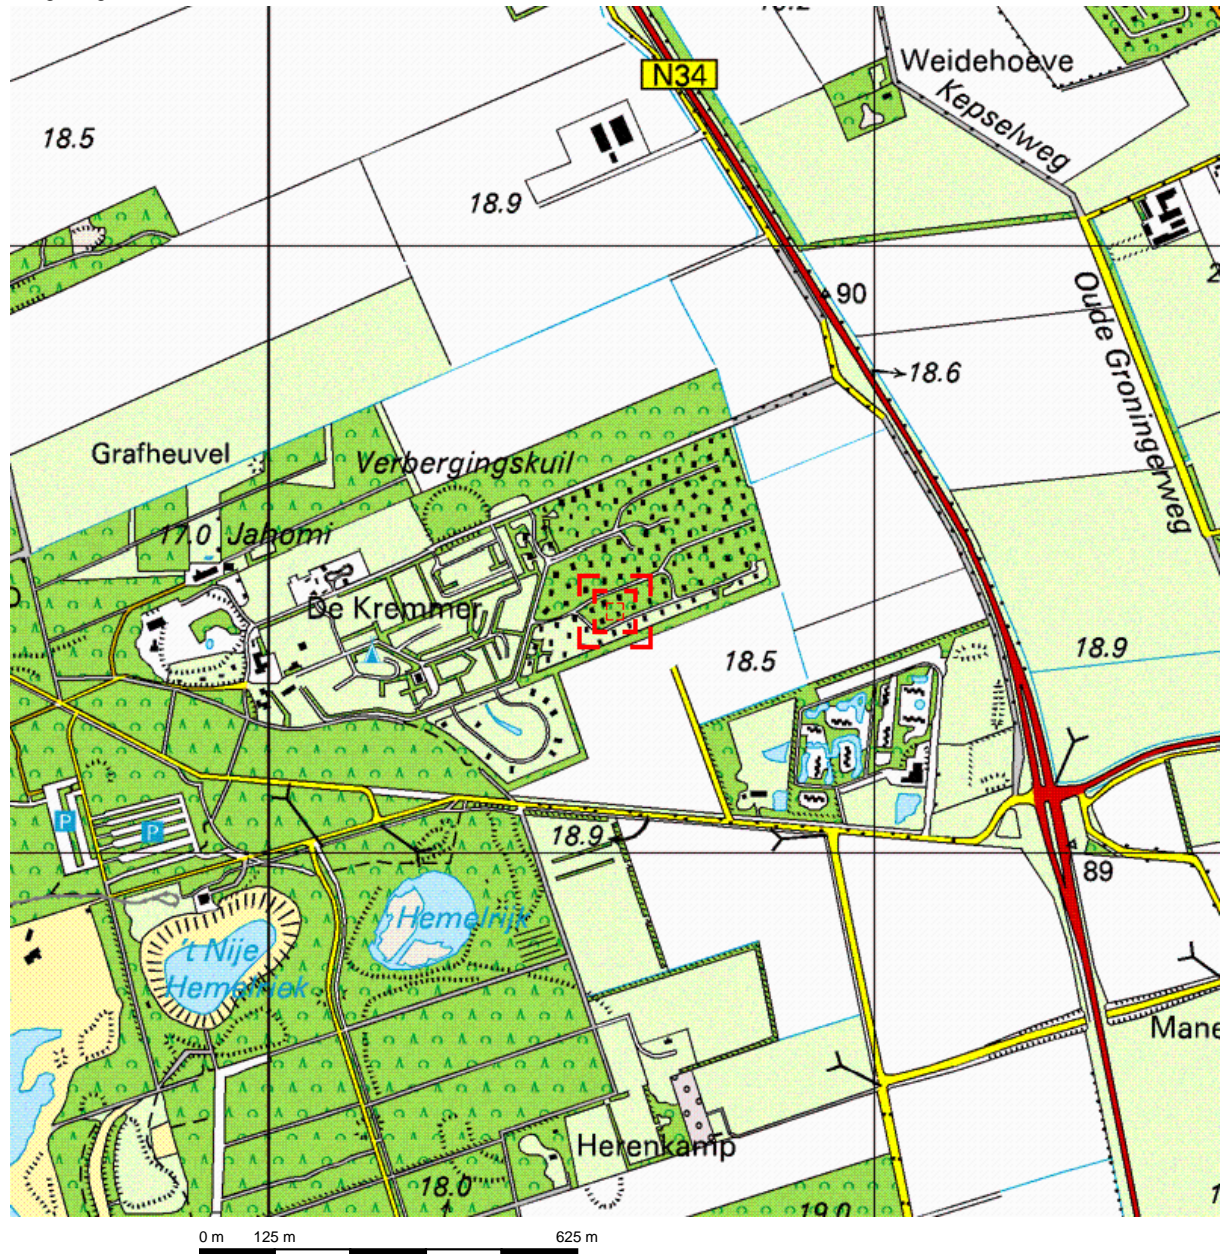 N34
Weidehoeve
Kepselweg
18.5
18.9
90
Oude Groningerweg
18.6
Grafheuvel
Verbergingskuil
17.0 Jahomi
De Kremmer
18.5
18.9
P
P
18.9
89
Hemelrijk
't Nije
Hemelriek
Herenkamp
18.0
19.0
0 m 125 m 625 m